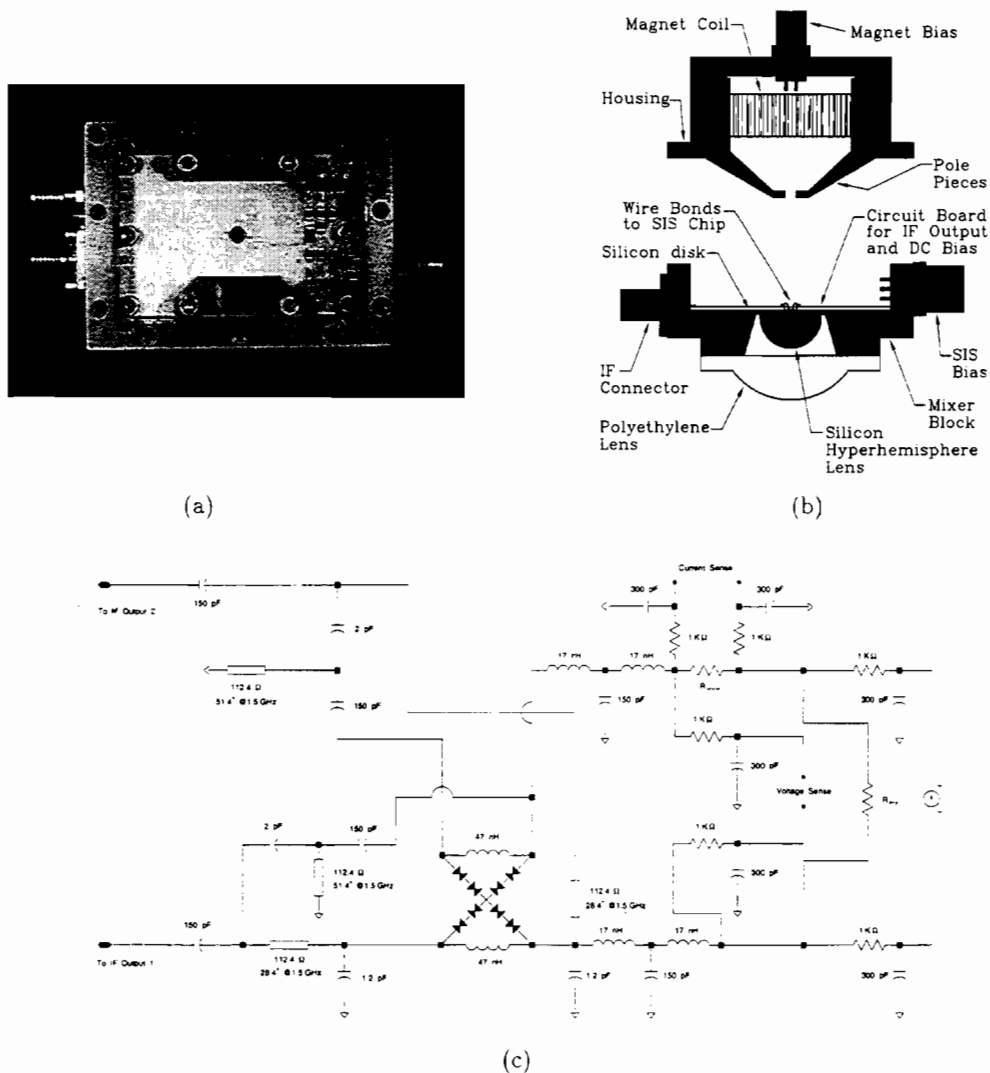 Magnet Coil
Magnet Bias
Housing
Pole
Pieces
Wire Bonds
to SIS Chip
Circuit Board
for IF Output
and DC Bias
Silicon disk
IF
Connector
SIS
Bias
Mixer
Block
Polyethylene
Lens
Silicon
Hyperhemisphere
Lens
(a)
(b)
Current Sense
300 pF
300 pF
To IF Output 2
150 pF
2 pF
1 KΩ
1 KΩ
17 nH
17 nH
1 KΩ
112.4 Ω
51.4° @ 1.5 GHz
150 pF
150 pF
300 pF
1 KΩ
300 pF
Voltage Sense
2 pF
150 pF
47 nH
1 KΩ
112.4 Ω
51.4° @ 1.5 GHz
112.4 Ω
28.4° @ 1.5 GHz
300 pF
150 pF
17 nH
17 nH
1 KΩ
To IF Output 1
112.4 Ω
28.4° @ 1.5 GHz
47 nH
1.2 pF
1.2 pF
150 pF
300 pF
(c)